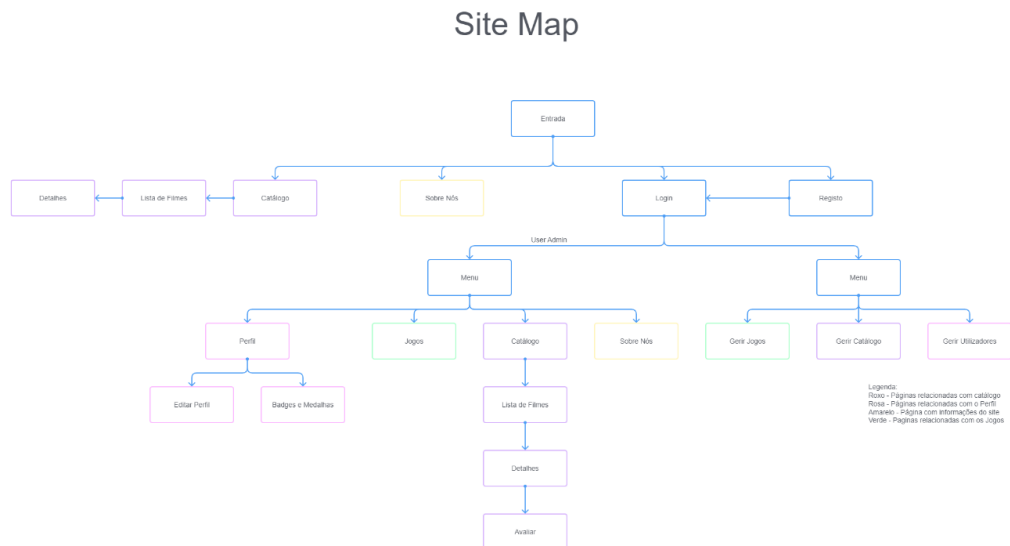 Site Map
Entrada
Detalhes
Lista de Filmes
Catálogo
Sobre Nós
Login
Registo
User Admin
Menu
Menu
Perfil
Jogos
Catálogo
Sobre Nós
Gerir Jogos
Gerir Catálogo
Gerir Utilizadores
Editar Perfil
Badges e Medalhas
Lista de Filmes
Legenda:
Roxo - Páginas relacionadas com catálogo
Rosa - Páginas relacionadas com o Perfil
Amarelo - Página com informações do site
Verde - Paginas relacionadas com os Jogos
Detalhes
Avaliar